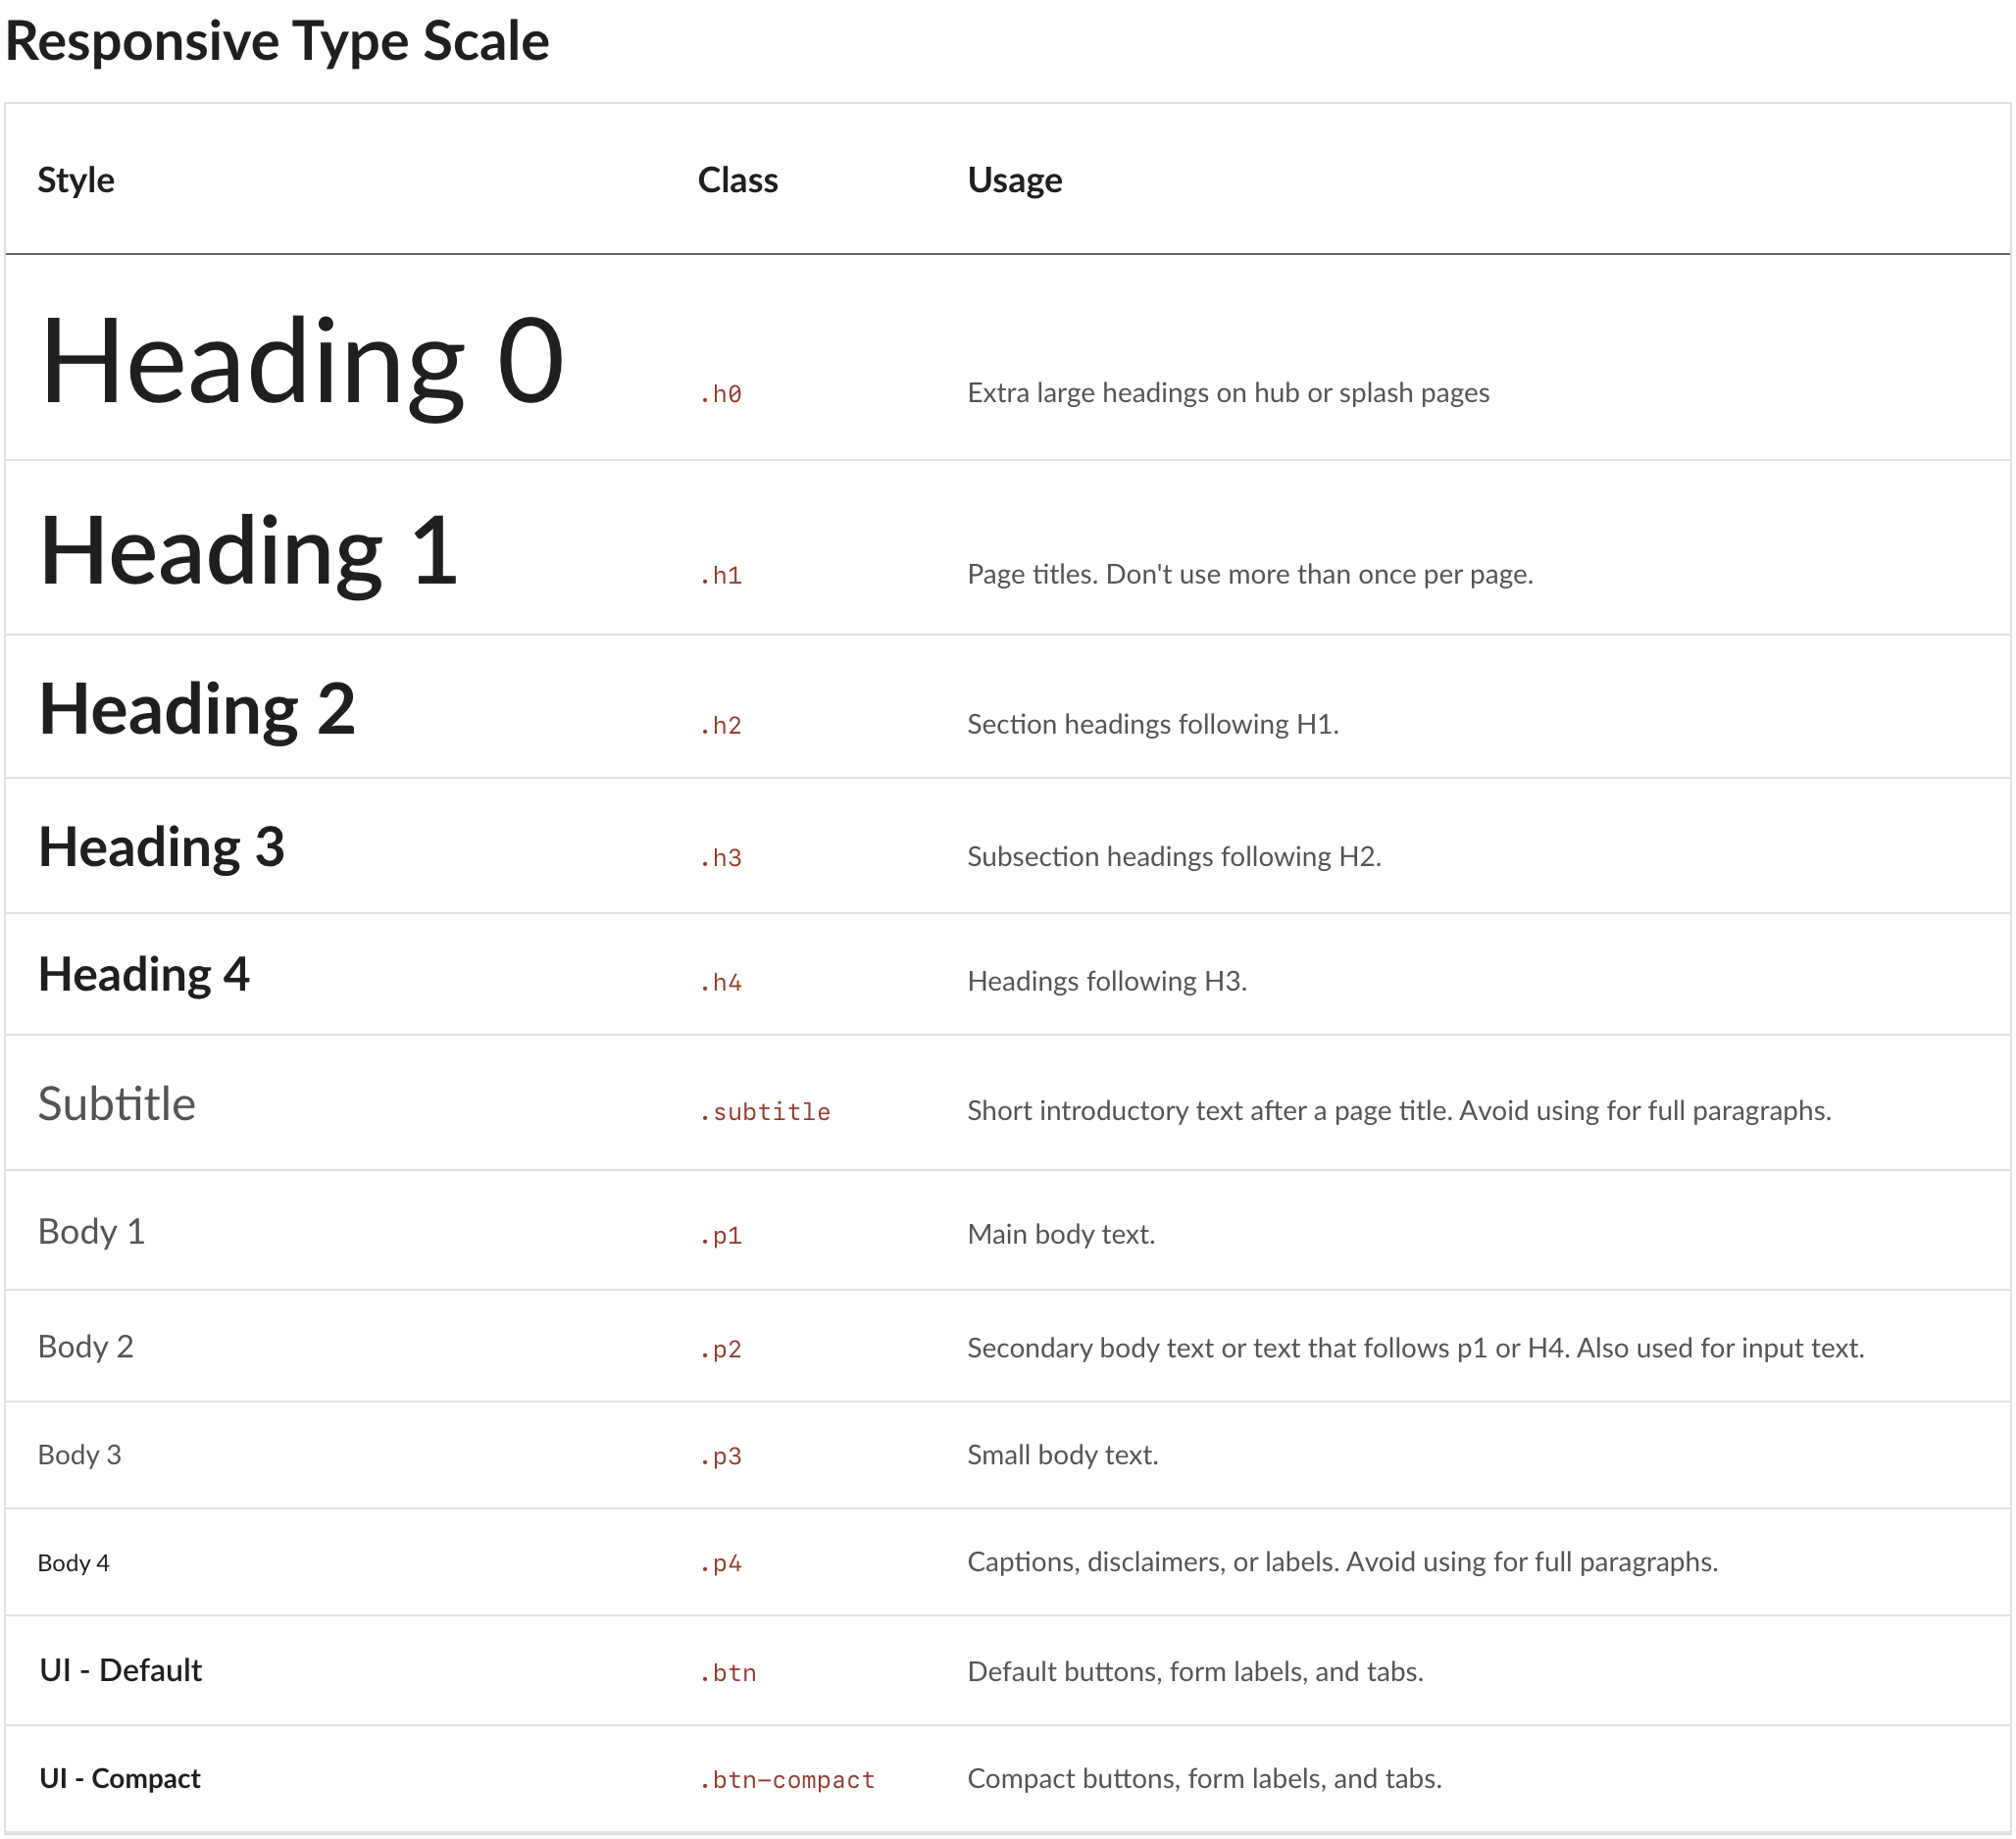 Responsive Type Scale
Style Class Usage
Heading 0 .h0 Extra large headings on hub or splash pages
Heading 1 .h1 Page titles. Don't use more than once per page.
Heading 2 .h2 Section headings following H1.
Heading 3 .h3 Subsection headings following H2.
Heading 4 .h4 Headings following H3.
Subtitle .subtitle Short introductory text after a page title. Avoid using for full paragraphs.
Body 1 .p1 Main body text.
Body 2 .p2 Secondary body text or text that follows p1 or H4. Also used for input text.
Body 3 .p3 Small body text.
Body 4 .p4 Captions, disclaimers, or labels. Avoid using for full paragraphs.
UI - Default .btn Default buttons, form labels, and tabs.
UI - Compact .btn-compact Compact buttons, form labels, and tabs.